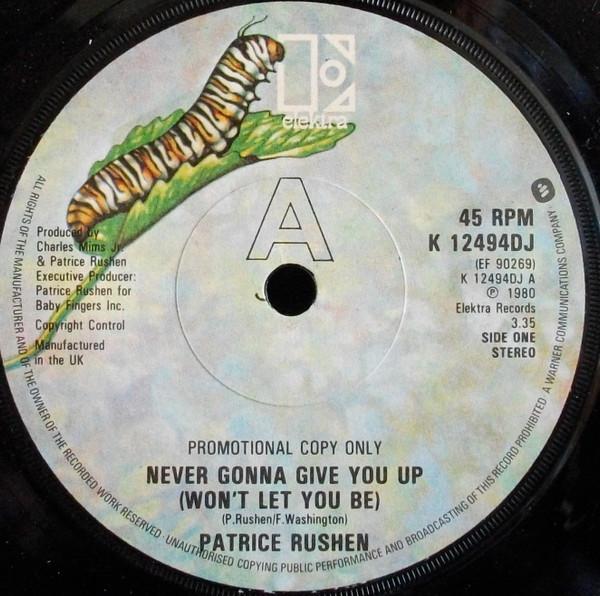 elektra
A
45 RPM
K 12494DJ
(EF 90269)
K 12494DJ A
℗ 1980
Elektra Records
3.35
SIDE ONE
STEREO
Produced by
Charles Mims Jr.
& Patrice Rushen
Executive Producer:
Patrice Rushen for
Baby Fingers Inc.
Copyright Control
Manufactured
in the UK
PROMOTIONAL COPY ONLY
NEVER GONNA GIVE YOU UP
(WON'T LET YOU BE)
(P.Rushen/F.Washington)
PATRICE RUSHEN
ALL RIGHTS OF THE MANUFACTURER AND OF THE OWNER OF THE RECORDED WORK RESERVED · UNAUTHORISED COPYING PUBLIC PERFORMANCE AND BROADCASTING OF THIS RECORD PROHIBITED · A WARNER COMMUNICATIONS COMPANY ·